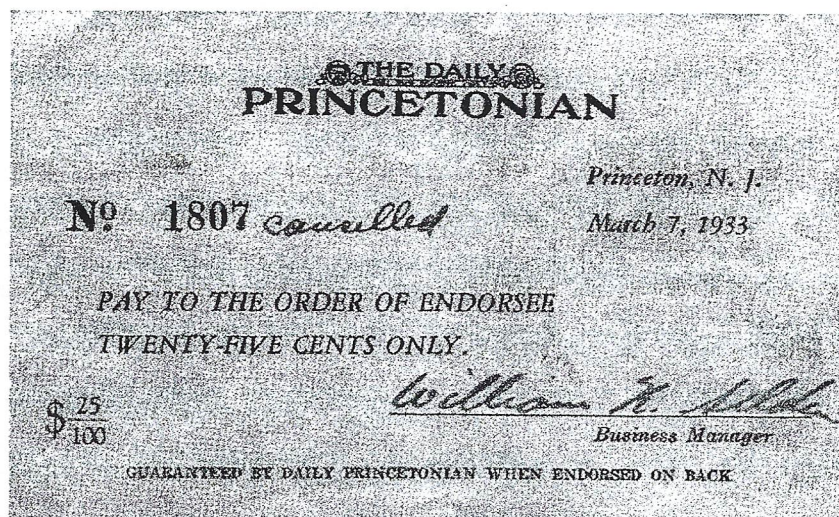 THE DAILY
PRINCETONIAN
Princeton, N. J.
No 1807 cancelled
March 7, 1933
PAY TO THE ORDER OF ENDORSEE
TWENTY-FIVE CENTS ONLY.
$ 25/100
William K.
Business Manager
GUARANTEED BY DAILY PRINCETONIAN WHEN ENDORSED ON BACK